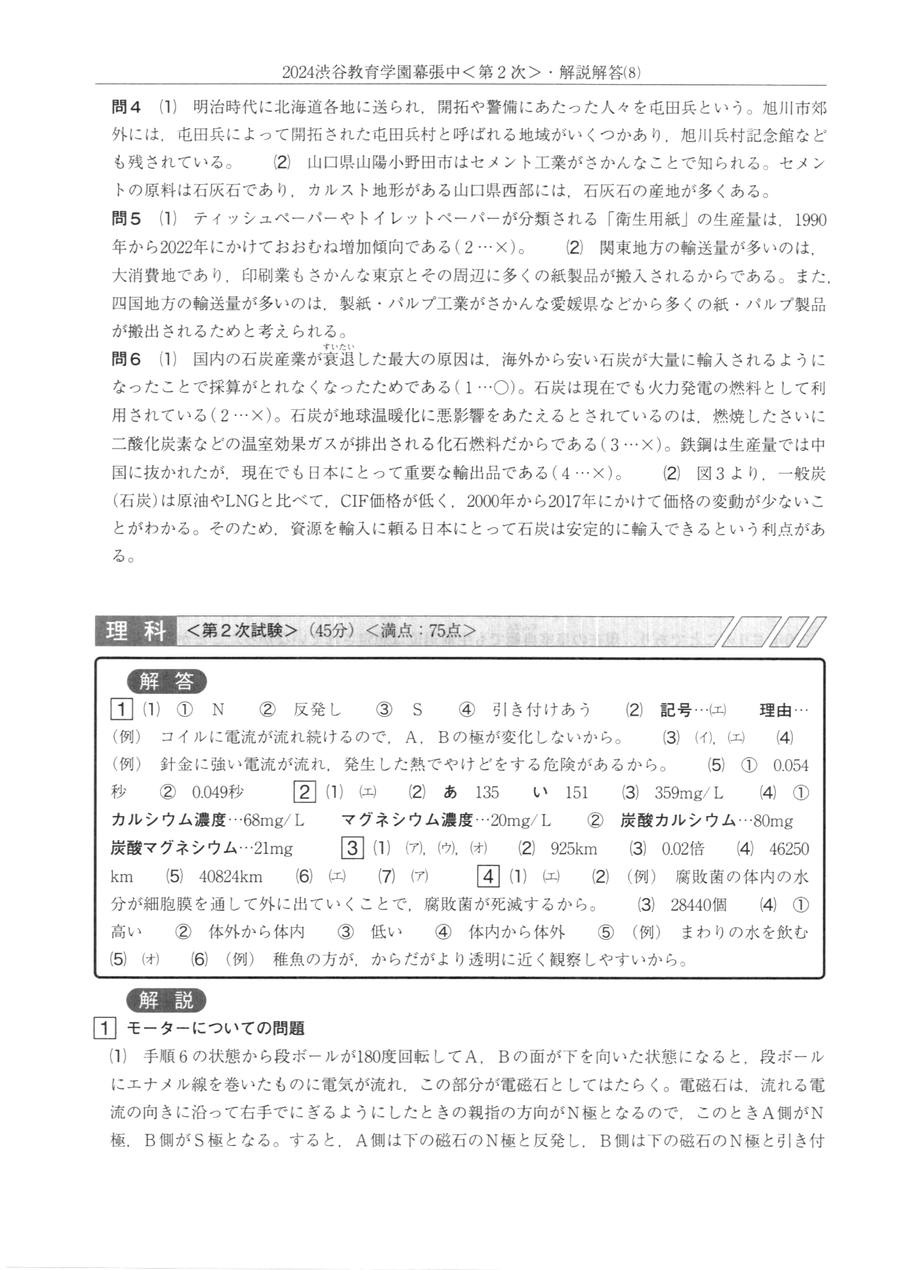 2024渋谷教育学園幕張中＜第２次＞・解説解答(8)
問４　(1)　明治時代に北海道各地に送られ，開拓や警備にあたった人々を屯田兵という。旭川市郊
外には，屯田兵によって開拓された屯田兵村と呼ばれる地域がいくつかあり，旭川兵村記念館など
も残されている。　(2)　山口県山陽小野田市はセメント工業がさかんなことで知られる。セメン
トの原料は石灰石であり，カルスト地形がある山口県西部には，石灰石の産地が多くある。
問５　(1)　ティッシュペーパーやトイレットペーパーが分類される「衛生用紙」の生産量は，1990
年から2022年にかけておおむね増加傾向である(２…×)。　(2)　関東地方の輸送量が多いのは，
大消費地であり，印刷業もさかんな東京とその周辺に多くの紙製品が搬入されるからである。また，
四国地方の輸送量が多いのは，製紙・パルプ工業がさかんな愛媛県などから多くの紙・パルプ製品
が搬出されるためと考えられる。
すいたい
問６　(1)　国内の石炭産業が衰退した最大の原因は，海外から安い石炭が大量に輸入されるように
なったことで採算がとれなくなったためである(１…○)。石炭は現在でも火力発電の燃料として利
用されている(２…×)。石炭が地球温暖化に悪影響をあたえるとされているのは，燃焼したさいに
二酸化炭素などの温室効果ガスが排出される化石燃料だからである(３…×)。鉄鋼は生産量では中
国に抜かれたが，現在でも日本にとって重要な輸出品である(４…×)。　(2)　図３より，一般炭
(石炭)は原油やLNGと比べて，CIF価格が低く，2000年から2017年にかけて価格の変動が少ないこ
とがわかる。そのため，資源を輸入に頼る日本にとって石炭は安定的に輸入できるという利点があ
る。
理科　＜第２次試験＞（45分）＜満点：75点＞
解答
1　(1)　①　N　②　反発し　③　S　④　引き付けあう　(2)　記号…(エ)　理由…
（例）　コイルに電流が流れ続けるので，A，Bの極が変化しないから。　(3)　(イ)，(エ)　(4)
（例）　針金に強い電流が流れ，発生した熱でやけどをする危険があるから。　(5)　①　0.054
秒　②　0.049秒　2　(1)　(エ)　(2)　あ　135　い　151　(3)　359mg/L　(4)　①
カルシウム濃度…68mg/L　マグネシウム濃度…20mg/L　②　炭酸カルシウム…80mg
炭酸マグネシウム…21mg　3　(1)　(ア)，(ウ)，(オ)　(2)　925km　(3)　0.02倍　(4)　46250
km　(5)　40824km　(6)　(エ)　(7)　(ア)　4　(1)　(エ)　(2)　（例）　腐敗菌の体内の水
分が細胞膜を通して外に出ていくことで，腐敗菌が死滅するから。　(3)　28440個　(4)　①
高い　②　体外から体内　③　低い　④　体内から体外　⑤　（例）　まわりの水を飲む
(5)　(オ)　(6)　（例）　稚魚の方が，からだがより透明に近く観察しやすいから。
解説
1　モーターについての問題
(1)　手順６の状態から段ボールが180度回転してA，Bの面が下を向いた状態になると，段ボール
にエナメル線を巻いたものに電気が流れ，この部分が電磁石としてはたらく。電磁石は，流れる電
流の向きに沿って右手でにぎるようにしたときの親指の方向がN極となるので，このときA側がN
極，B側がS極となる。すると，A側は下の磁石のN極と反発し，B側は下の磁石のN極と引き付